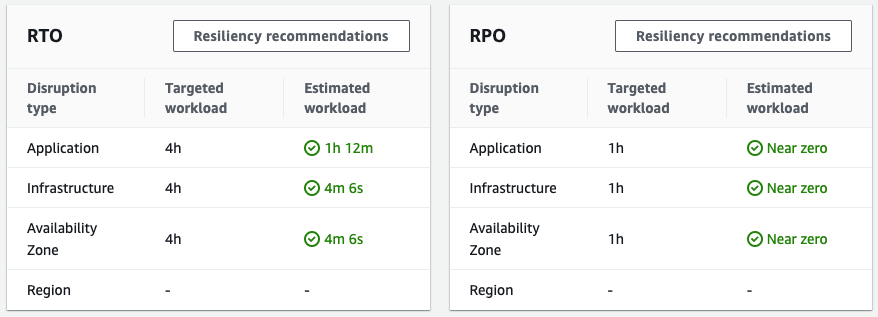 RTO
Resiliency recommendations
Disruption type
Targeted workload
Estimated workload
Application 4h 1h 12m
Infrastructure 4h 4m 6s
Availability Zone 4h 4m 6s
Region - -
RPO
Resiliency recommendations
Disruption type
Targeted workload
Estimated workload
Application 1h Near zero
Infrastructure 1h Near zero
Availability Zone 1h Near zero
Region - -